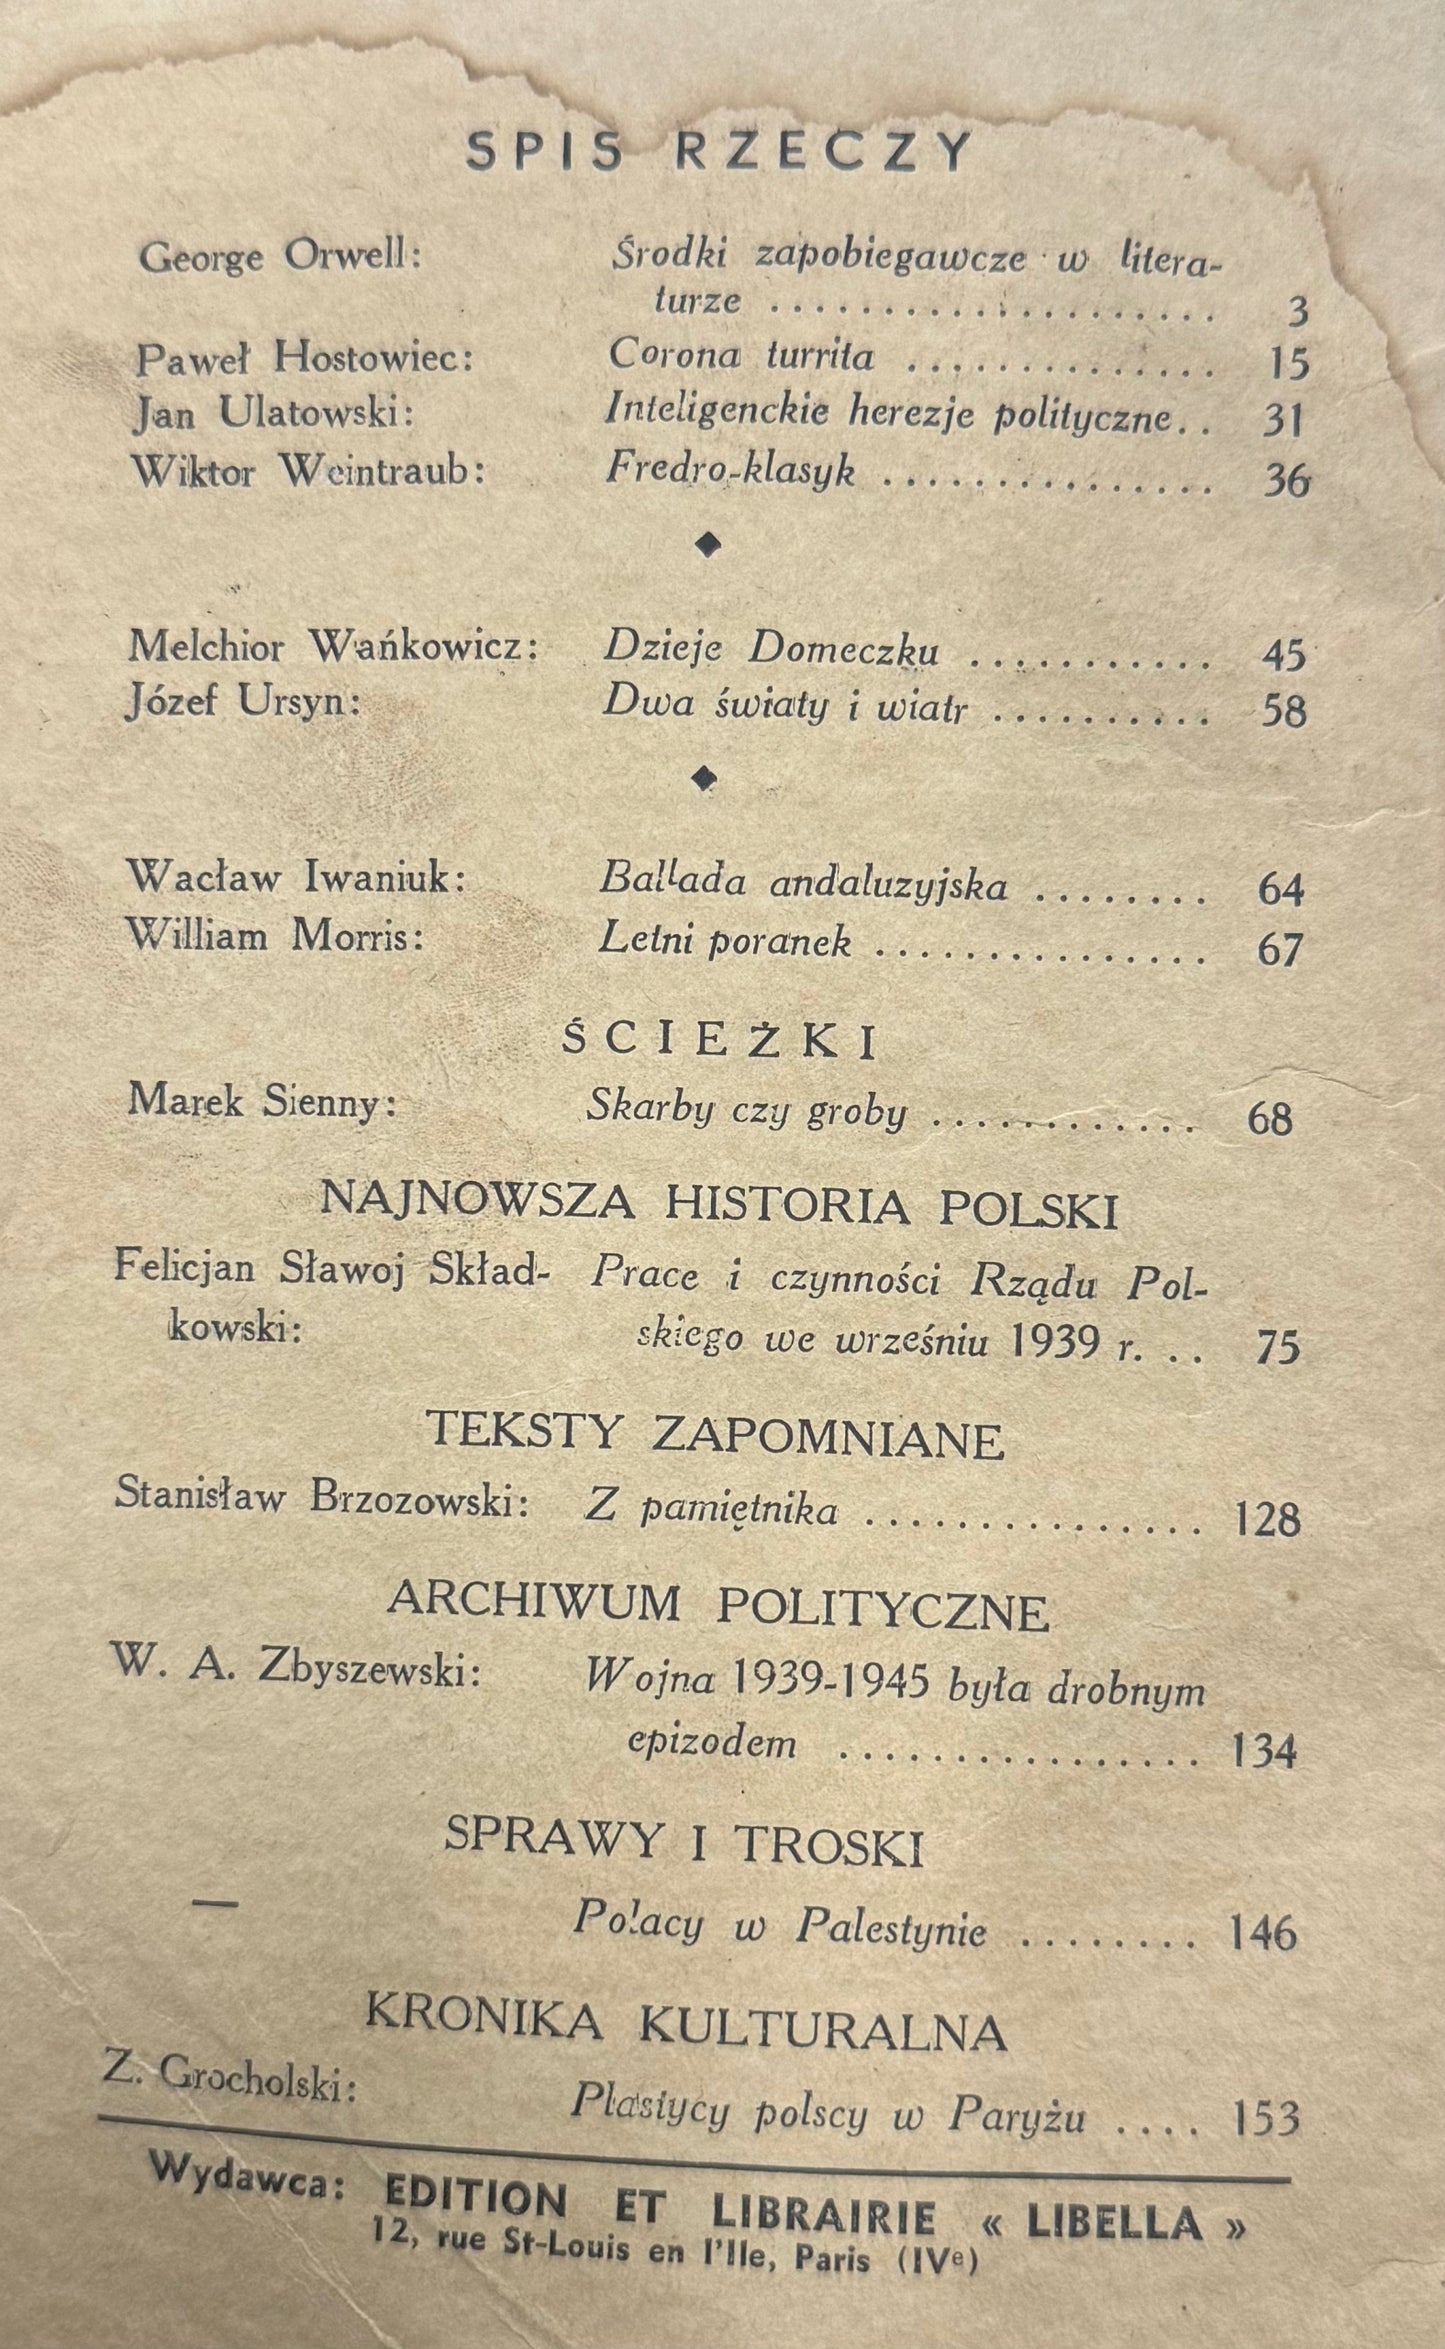 SPIS RZECZY
George Orwell: Środki zapobiegawcze w litera-
turze .................... 3
Paweł Hostowiec: Corona turrita .............. 15
Jan Ulatowski: Inteligenckie herezje polityczne.. 31
Wiktor Weintraub: Fredro-klasyk ............... 36
◆
Melchior Wańkowicz: Dzieje Domeczku ........... 45
Józef Ursyn: Dwa światy i wiatr .......... 58
◆
Wacław Iwaniuk: Ballada andaluzyjska ........ 64
William Morris: Letni poranek ............... 67
ŚCIEŻKI
Marek Sienny: Skarby czy groby ............ 68
NAJNOWSZA HISTORIA POLSKI
Felicjan Sławoj Skład- Prace i czynności Rządu Pol-
kowski: skiego we wrześniu 1939 r. .. 75
TEKSTY ZAPOMNIANE
Stanisław Brzozowski: Z pamiętnika ............... 128
ARCHIWUM POLITYCZNE
W. A. Zbyszewski: Wojna 1939-1945 była drobnym
epizodem ................ 134
SPRAWY I TROSKI
— Polacy w Palestynie ........ 146
KRONIKA KULTURALNA
Z. Grocholski: Plastycy polscy w Paryżu .... 153
Wydawca: EDITION ET LIBRAIRIE « LIBELLA »
12, rue St-Louis en l'Ile, Paris (IVe)